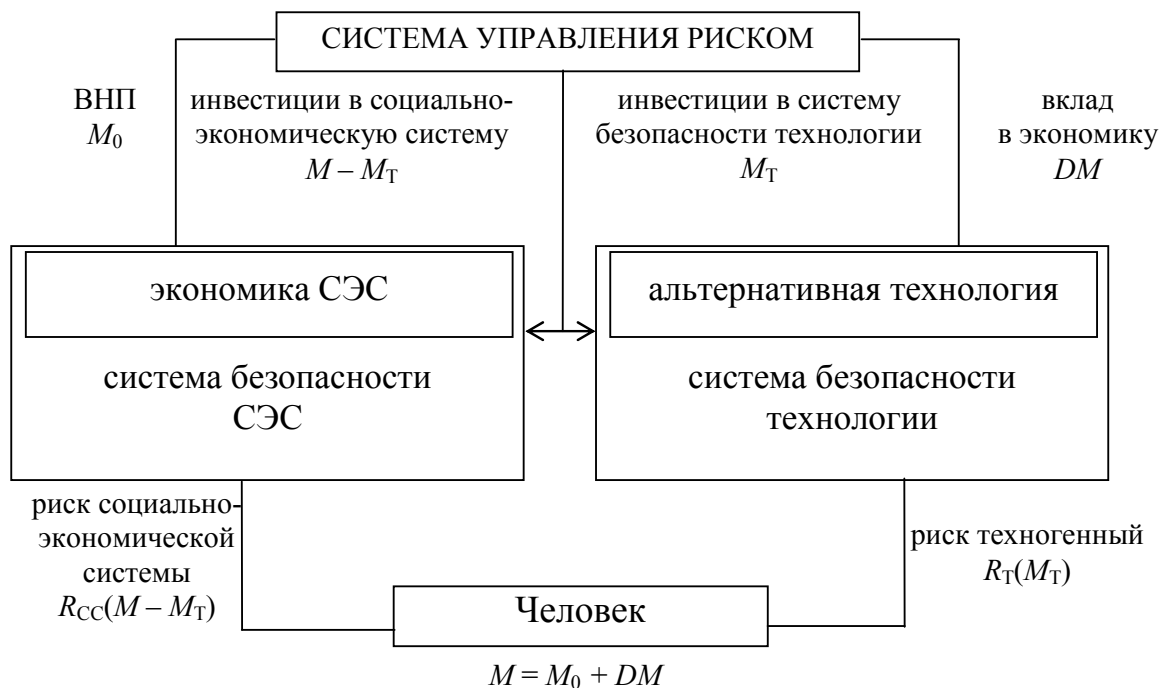 СИСТЕМА УПРАВЛЕНИЯ РИСКОМ
ВНП
M₀
инвестиции в социально-
экономическую систему
M – Mт
инвестиции в систему
безопасности технологии
Mт
вклад
в экономику
DM
экономика СЭС
система безопасности
СЭС
альтернативная технология
система безопасности
технологии
риск социально-
экономической
системы
RСС(M – Mт)
риск техногенный
Rт(Mт)
Человек
M = M₀ + DM